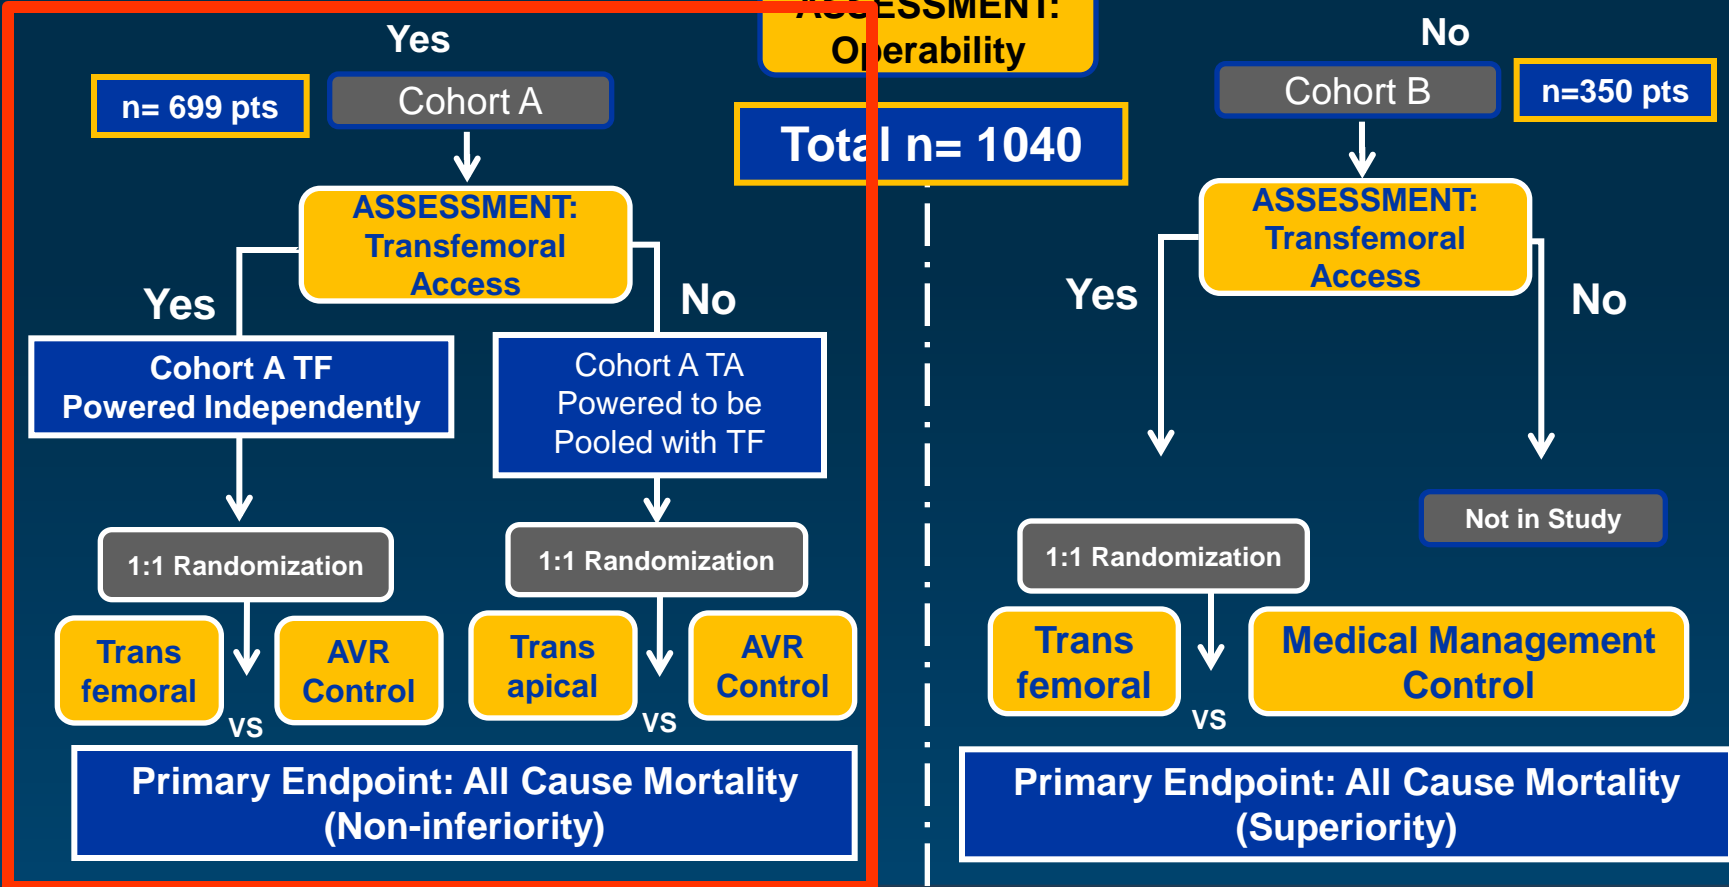 ASSESSMENT:
Operability
Yes
No
n= 699 pts
Cohort A
Cohort B
n=350 pts
Total n= 1040
ASSESSMENT:
Transfemoral
Access
ASSESSMENT:
Transfemoral
Access
Yes
No
Yes
No
Cohort A TF
Powered Independently
Cohort A TA
Powered to be
Pooled with TF
Not in Study
1:1 Randomization
1:1 Randomization
1:1 Randomization
Trans
femoral
VS
AVR
Control
Trans
apical
VS
AVR
Control
Trans
femoral
VS
Medical Management
Control
Primary Endpoint: All Cause Mortality
(Non-inferiority)
Primary Endpoint: All Cause Mortality
(Superiority)